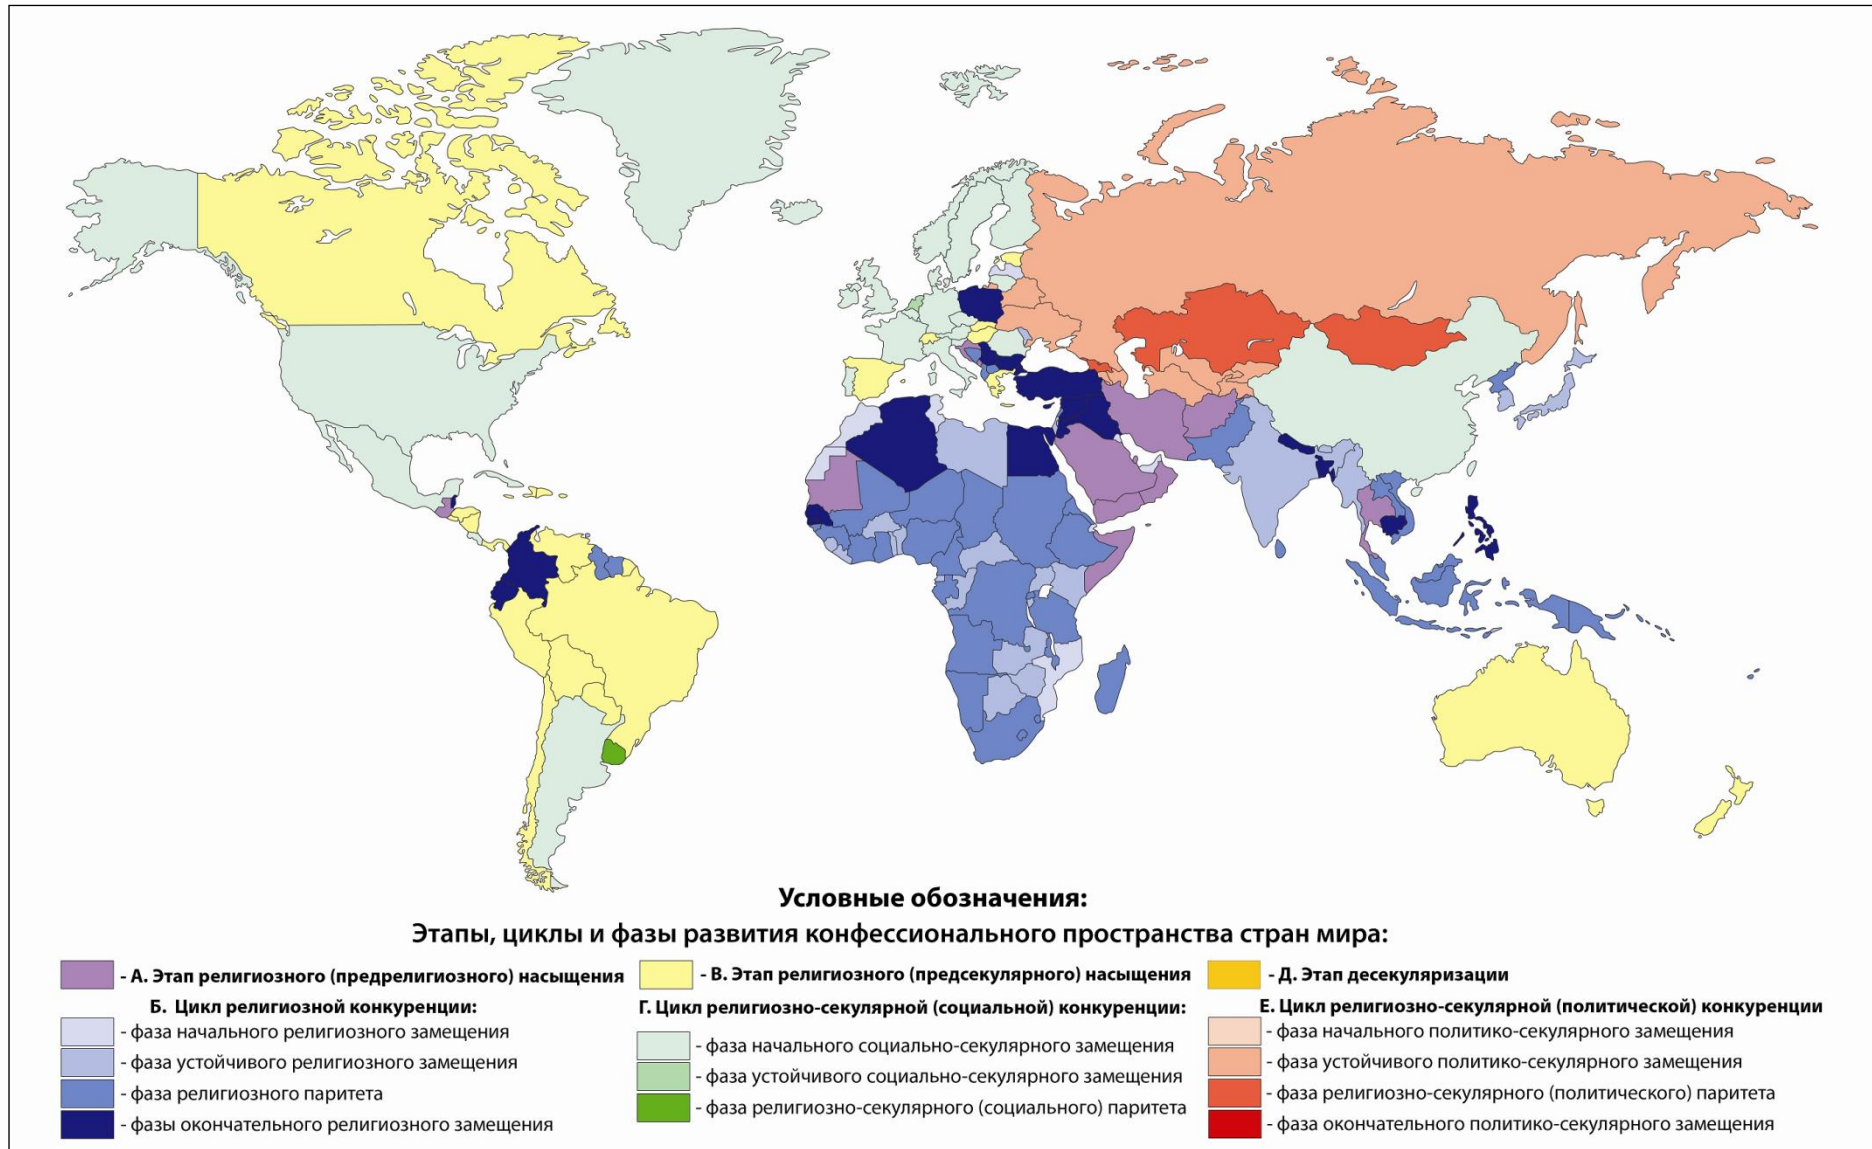 Условные обозначения:
Этапы, циклы и фазы развития конфессионального пространства стран мира:
- А. Этап религиозного (предрелигиозного) насыщения
Б. Цикл религиозной конкуренции:
- фаза начального религиозного замещения
- фаза устойчивого религиозного замещения
- фаза религиозного паритета
- фазы окончательного религиозного замещения
- В. Этап религиозного (предсекулярного) насыщения
Г. Цикл религиозно-секулярной (социальной) конкуренции:
- фаза начального социально-секулярного замещения
- фаза устойчивого социально-секулярного замещения
- фаза религиозно-секулярного (социального) паритета
- Д. Этап десекуляризации
Е. Цикл религиозно-секулярной (политической) конкуренции
- фаза начального политико-секулярного замещения
- фаза устойчивого политико-секулярного замещения
- фаза религиозно-секулярного (политического) паритета
- фаза окончательного политико-секулярного замещения